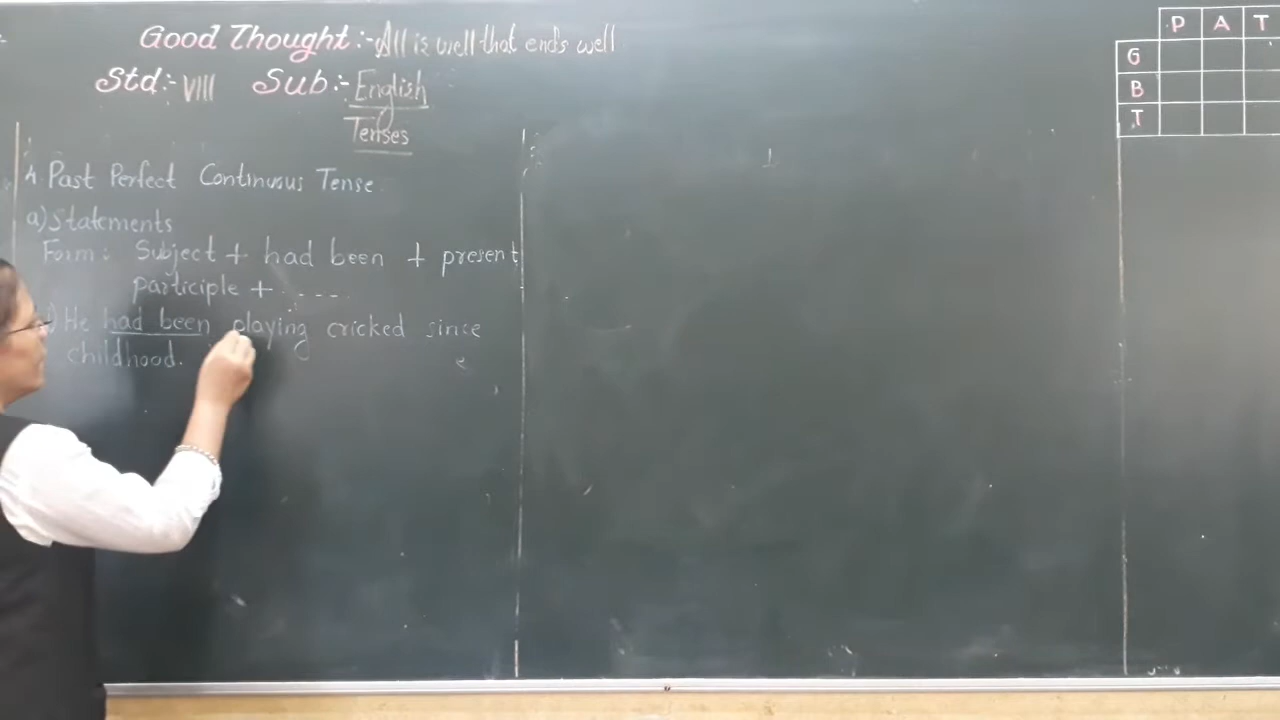 Good Thought :- All is well that ends well
Std:- VIII Sub:- English
Tenses
4 Past Perfect Continuous Tense.
a) Statements
Form : Subject + had been + present
participle + .....
He had been playing cricked since
childhood.
P A T
G
B
T